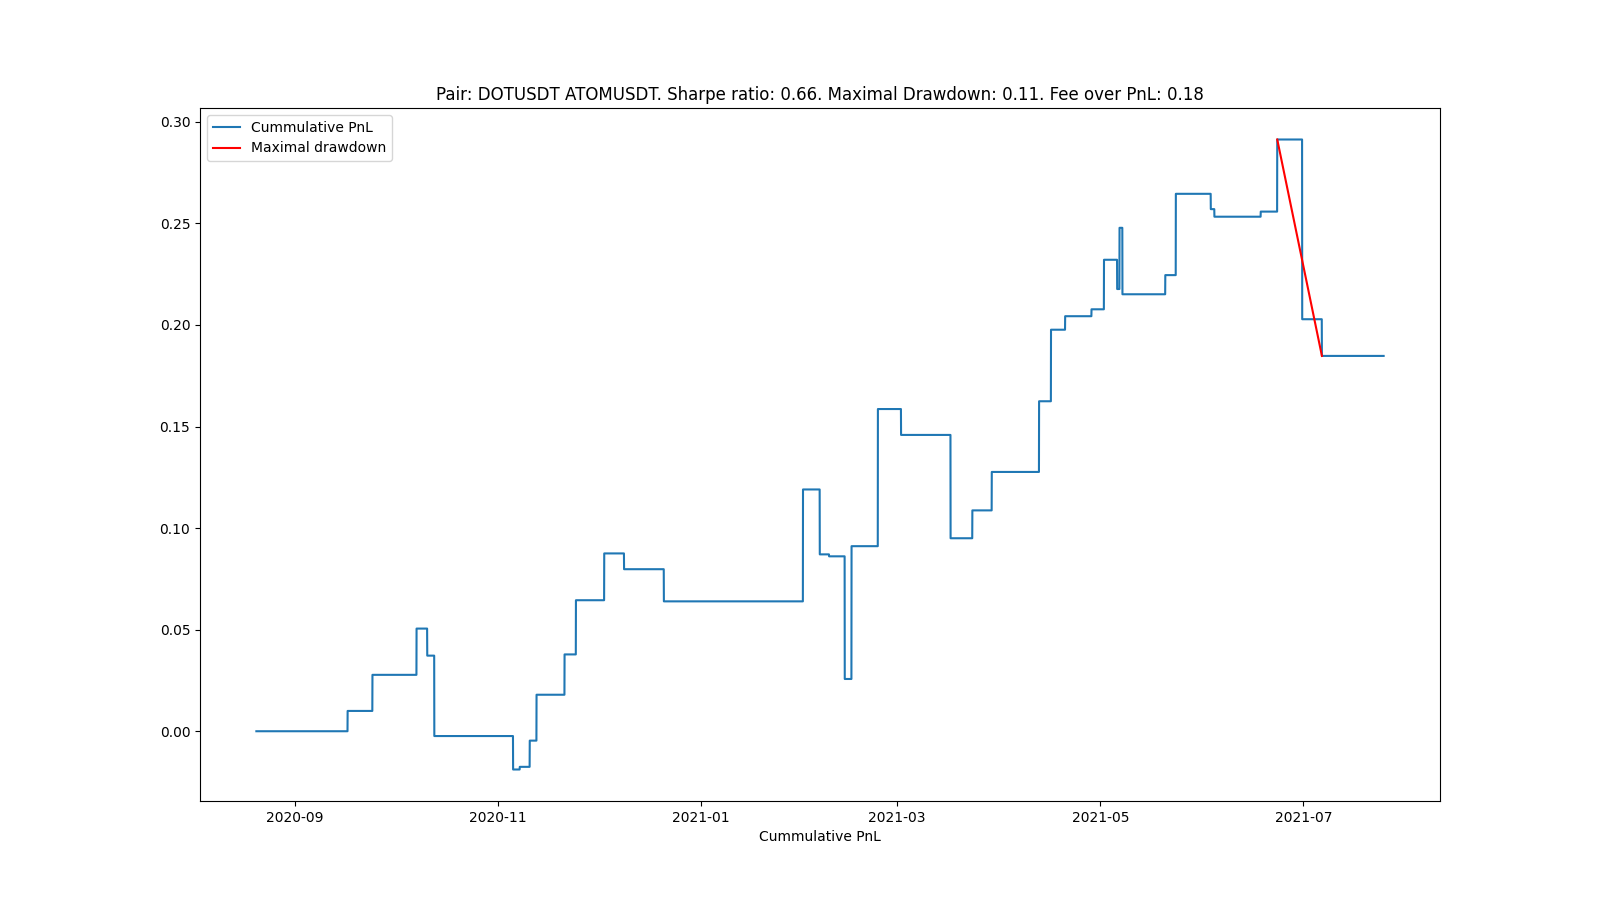 Pair: DOTUSDT ATOMUSDT. Sharpe ratio: 0.66. Maximal Drawdown: 0.11. Fee over PnL: 0.18
Cummulative PnL
Maximal drawdown
0.30
0.25
0.20
0.15
0.10
0.05
0.00
2020-09 2020-11 2021-01 2021-03 2021-05 2021-07
Cummulative PnL